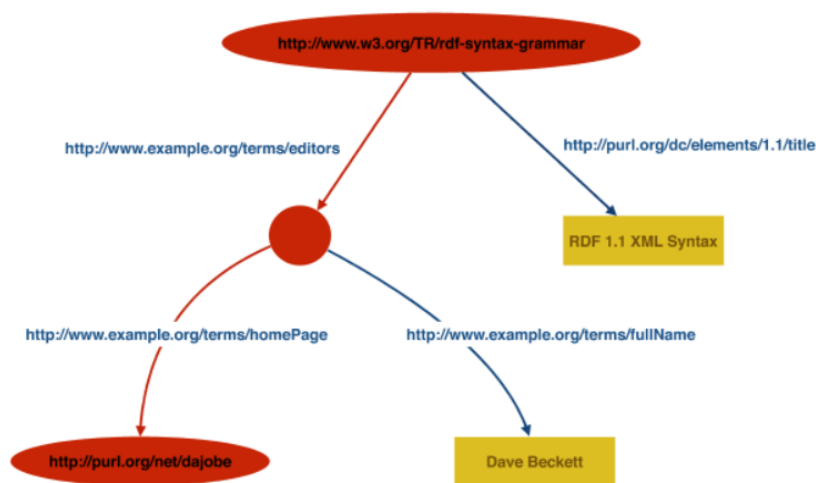 http://www.w3.org/TR/rdf-syntax-grammar
http://www.example.org/terms/editors
http://purl.org/dc/elements/1.1/title
RDF 1.1 XML Syntax
http://www.example.org/terms/homePage
http://www.example.org/terms/fullName
http://purl.org/net/dajobe
Dave Beckett